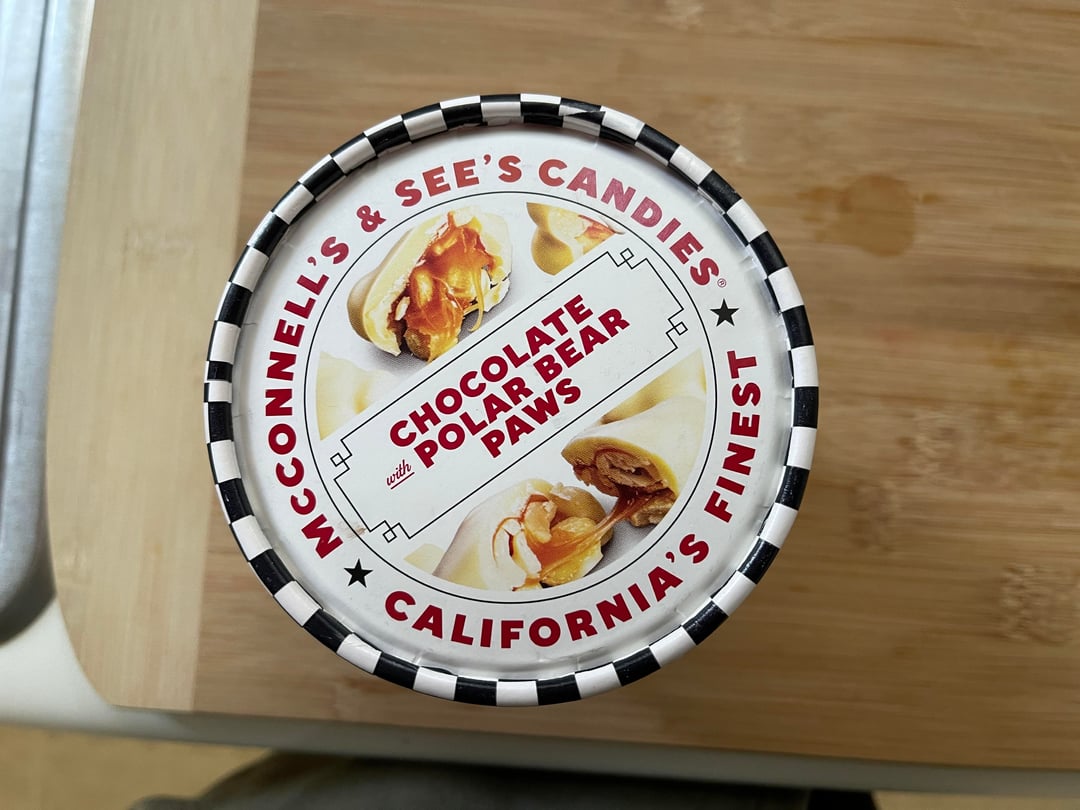 McCONNELL'S & SEE'S CANDIES®
CHOCOLATE
with POLAR BEAR
PAWS
★ CALIFORNIA'S FINEST ★